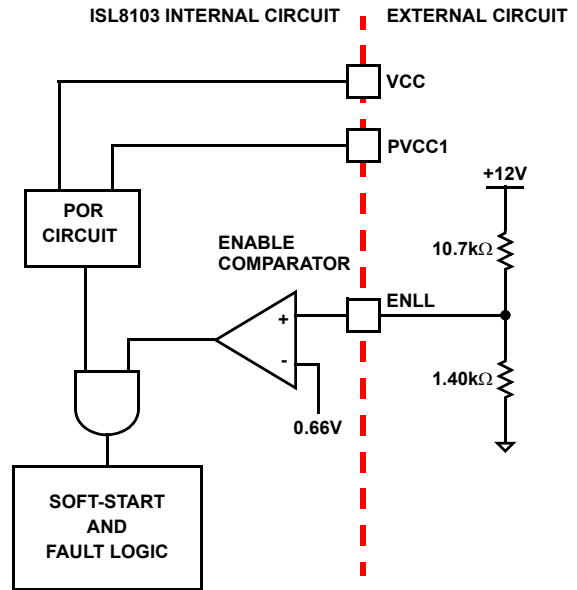 ISL8103 INTERNAL CIRCUIT
EXTERNAL CIRCUIT
VCC
PVCC1
+12V
POR
CIRCUIT
10.7kΩ
ENABLE
COMPARATOR
ENLL
+
-
1.40kΩ
0.66V
SOFT-START
AND
FAULT LOGIC